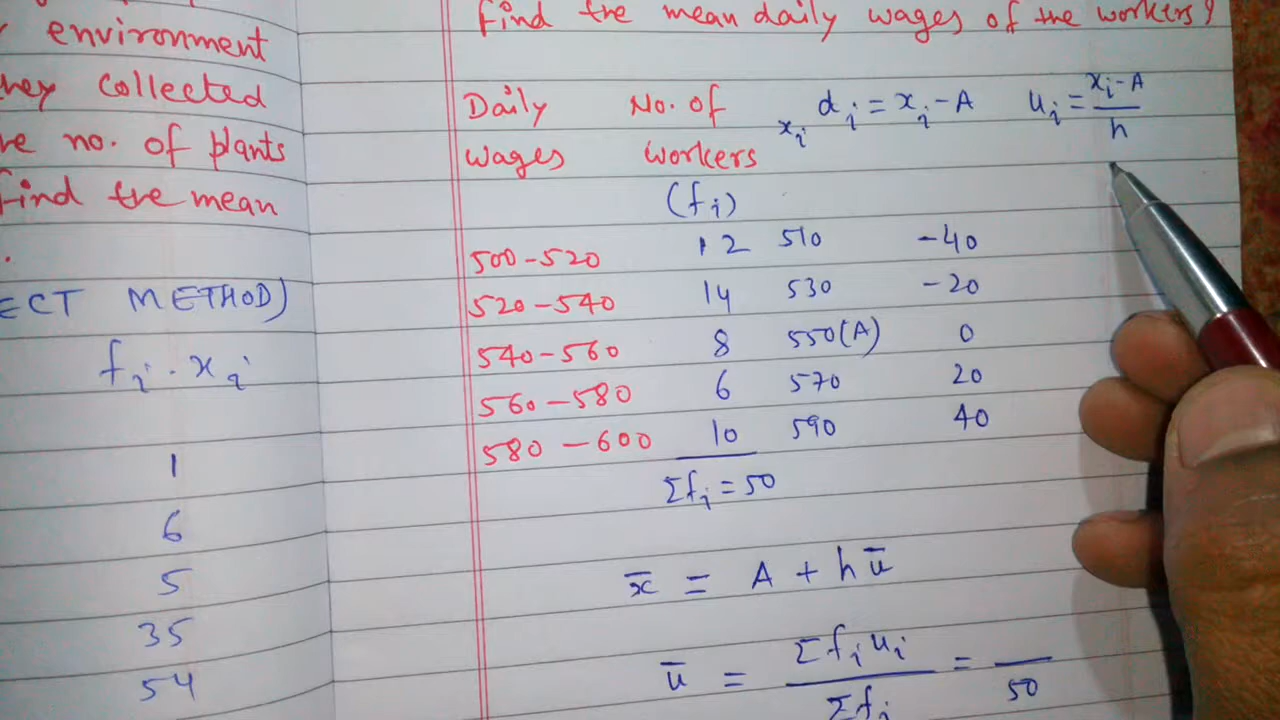 environment
they collected
no. of plants
find the mean
.
ECT METHOD)
fi . xi
1
6
5
35
54
find the mean daily wages of the workers?
Daily No. of xi di = xi - A ui = xi - A / h
wages workers
(fi)
500-520 12 510 -40
520-540 14 530 -20
540-560 8 550(A) 0
560-580 6 570 20
580-600 10 590 40
Σfi = 50
x̄ = A + hū
ū = Σfiui / Σfi = — / 50